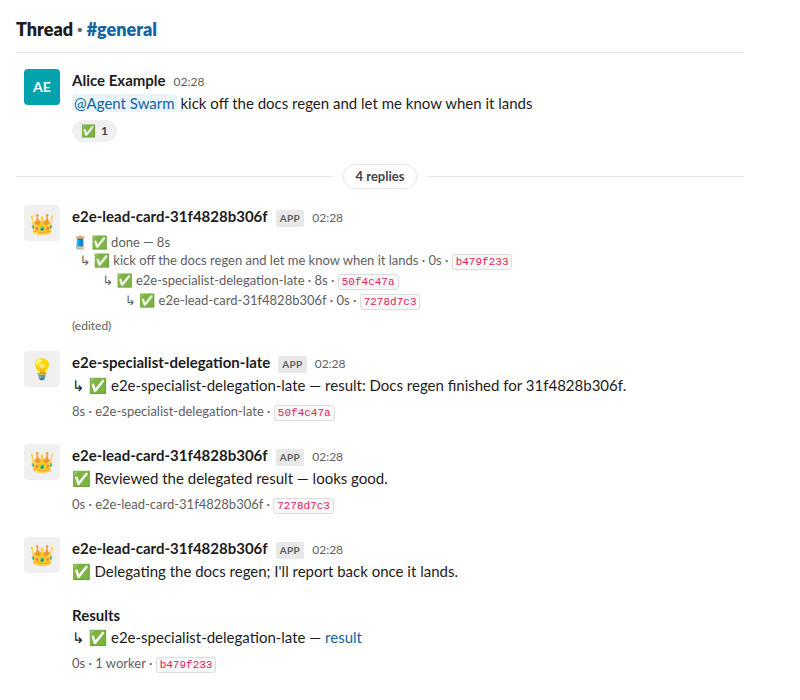 Thread • #general
AE
Alice Example 02:28
@Agent Swarm kick off the docs regen and let me know when it lands
✅ 1
4 replies
e2e-lead-card-31f4828b306f APP 02:28
🧵 ✅ done — 8s
↳ ✅ kick off the docs regen and let me know when it lands · 0s · b479f233
↳ ✅ e2e-specialist-delegation-late · 8s · 50f4c47a
↳ ✅ e2e-lead-card-31f4828b306f · 0s · 7278d7c3
(edited)
e2e-specialist-delegation-late APP 02:28
↳ ✅ e2e-specialist-delegation-late — result: Docs regen finished for 31f4828b306f.
8s · e2e-specialist-delegation-late · 50f4c47a
e2e-lead-card-31f4828b306f APP 02:28
✅ Reviewed the delegated result — looks good.
0s · e2e-lead-card-31f4828b306f · 7278d7c3
e2e-lead-card-31f4828b306f APP 02:28
✅ Delegating the docs regen; I'll report back once it lands.
Results
↳ ✅ e2e-specialist-delegation-late — result
0s · 1 worker · b479f233